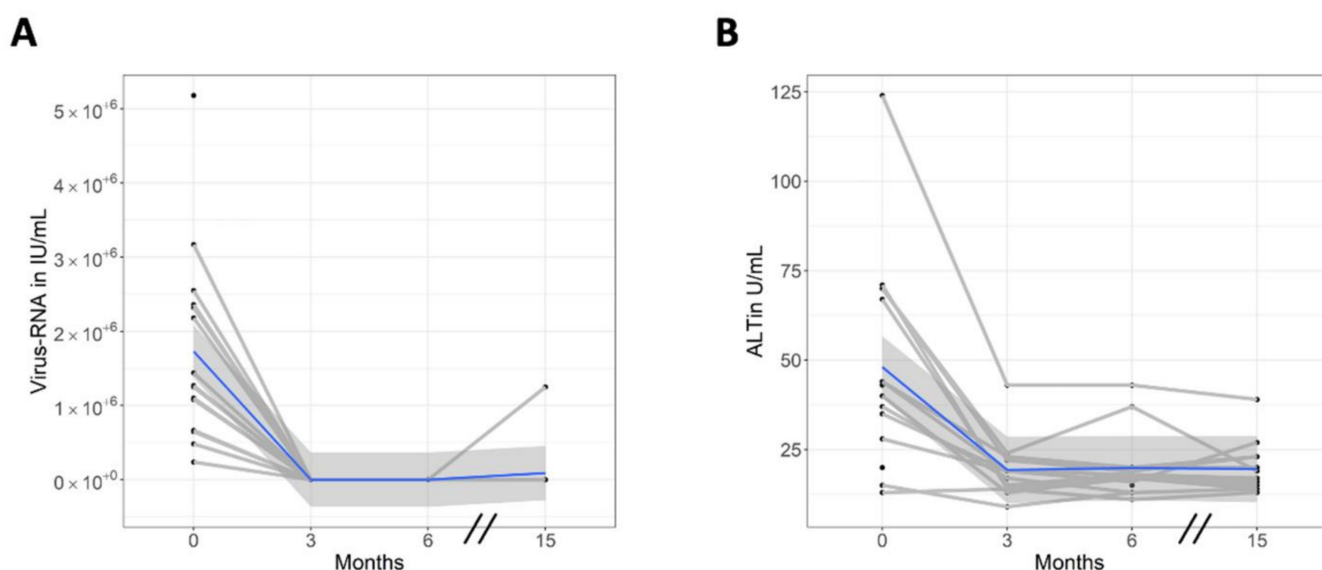 A
Virus-RNA in IU/mL
5 × 10⁺⁶
4 × 10⁺⁶
3 × 10⁺⁶
2 × 10⁺⁶
1 × 10⁺⁶
0 × 10⁺⁰
0 3 6 // 15
Months
B
ALTin U/mL
125
100
75
50
25
0 3 6 // 15
Months